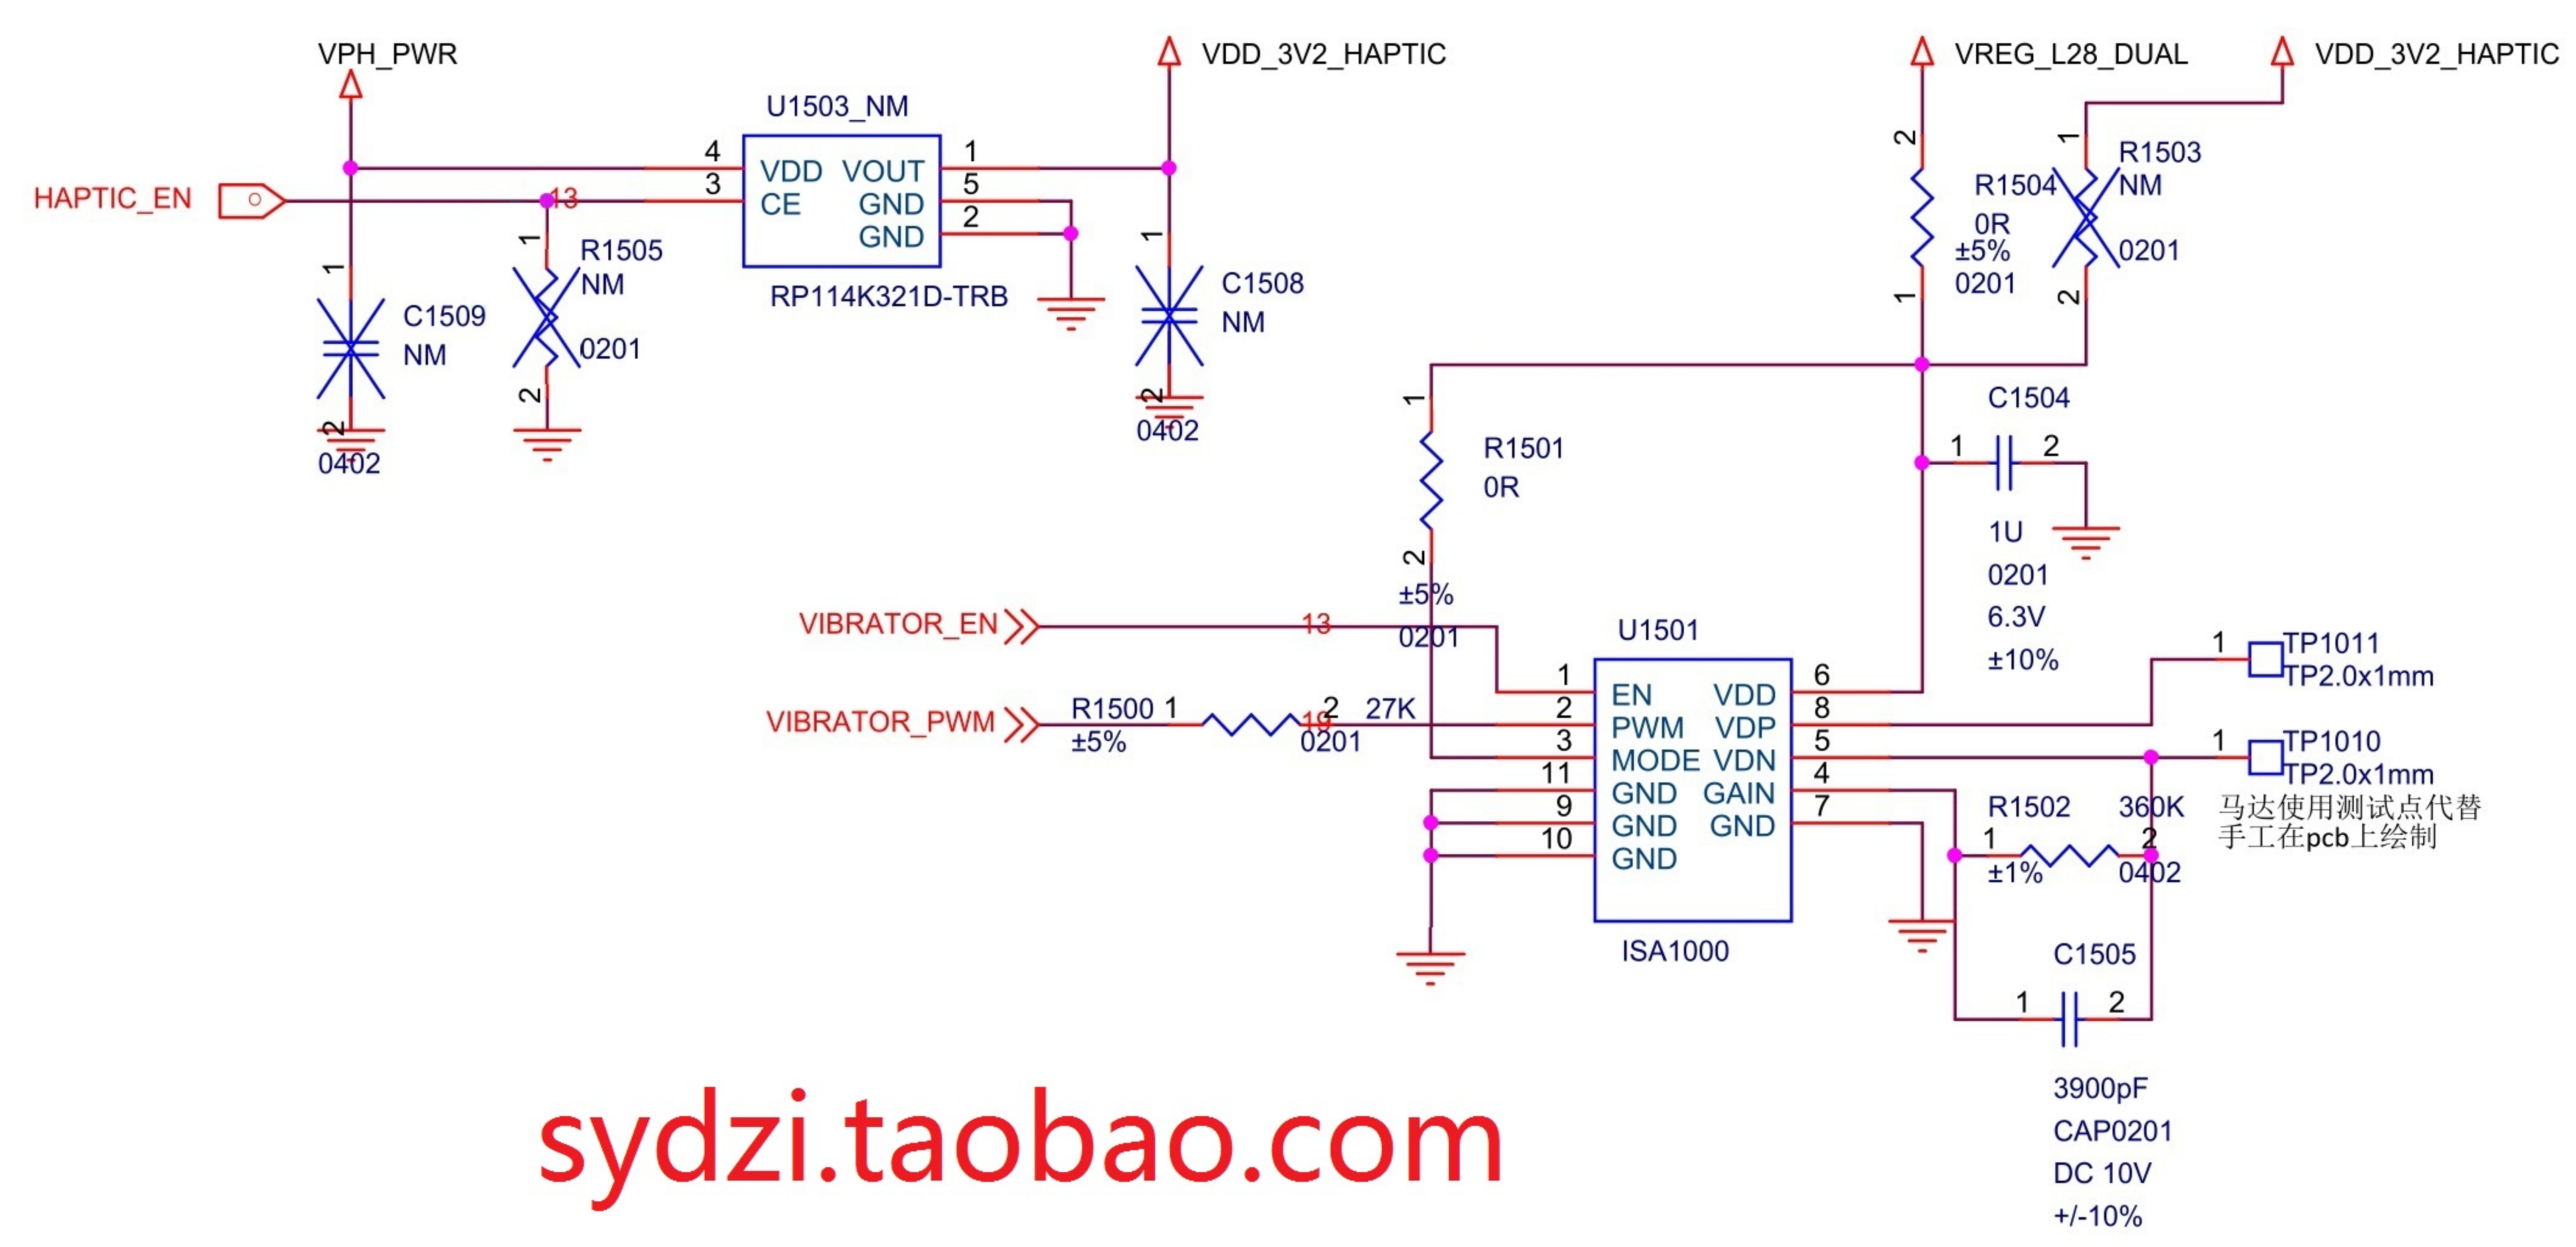 VPH_PWR
VDD_3V2_HAPTIC
VREG_L28_DUAL
VDD_3V2_HAPTIC
U1503_NM
HAPTIC_EN
13
4
3
VDD
CE
VOUT
GND
GND
1
5
2
RP114K321D-TRB
1
C1509
NM
2
0402
1
R1505
NM
0201
2
1
C1508
NM
2
0402
2
R1504
0R
±5%
0201
1
1
R1503
NM
0201
2
1
R1501
0R
2
±5%
0201
C1504
1
2
1U
0201
6.3V
±10%
VIBRATOR_EN
13
VIBRATOR_PWM
R1500
±5%
1
2
27K
0201
U1501
1
2
3
11
9
10
EN
PWM
MODE
GND
GND
GND
VDD
VDP
VDN
GAIN
GND
6
8
5
4
7
ISA1000
1
TP1011
TP2.0x1mm
1
TP1010
TP2.0x1mm
马达使用测试点代替
手工在pcb上绘制
R1502
360K
1
2
±1%
0402
C1505
1
2
3900pF
CAP0201
DC 10V
+/-10%
sydzi.taobao.com